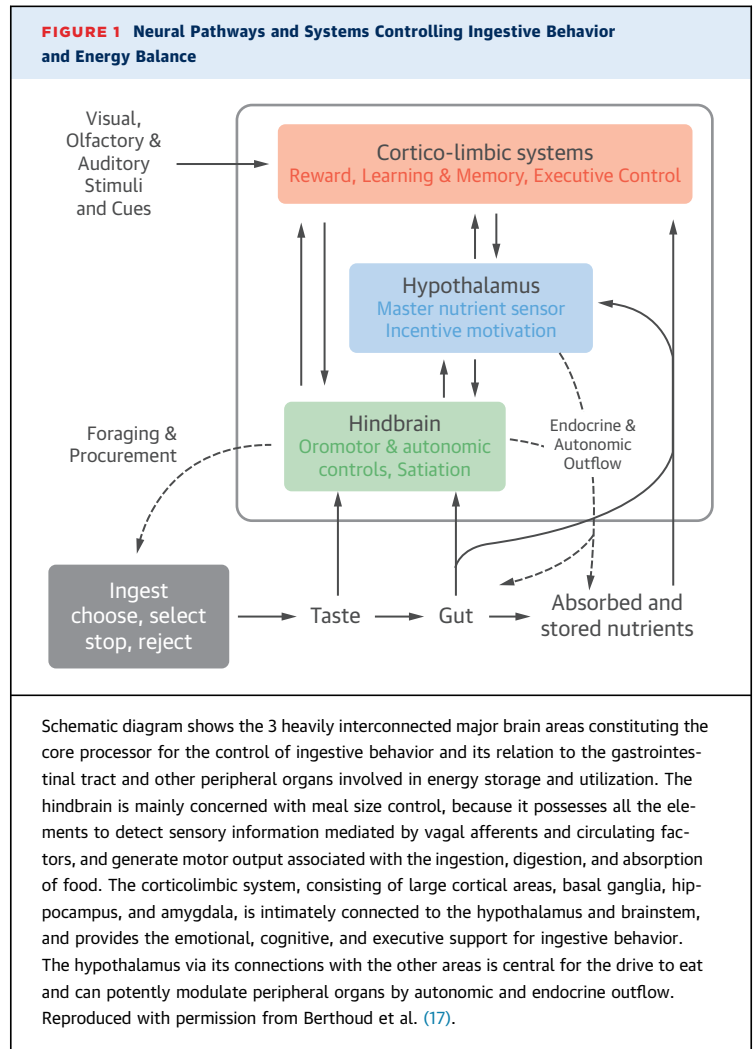 FIGURE 1 Neural Pathways and Systems Controlling Ingestive Behavior
and Energy Balance
Visual,
Olfactory &
Auditory
Stimuli
and Cues
Cortico-limbic systems
Reward, Learning & Memory, Executive Control
Hypothalamus
Master nutrient sensor
Incentive motivation
Hindbrain
Oromotor & autonomic
controls, Satiation
Endocrine &
Autonomic
Outflow
Foraging &
Procurement
Ingest
choose, select
stop, reject
Taste
Gut
Absorbed and
stored nutrients
Schematic diagram shows the 3 heavily interconnected major brain areas constituting the
core processor for the control of ingestive behavior and its relation to the gastrointes-
tinal tract and other peripheral organs involved in energy storage and utilization. The
hindbrain is mainly concerned with meal size control, because it possesses all the ele-
ments to detect sensory information mediated by vagal afferents and circulating fac-
tors, and generate motor output associated with the ingestion, digestion, and absorption
of food. The corticolimbic system, consisting of large cortical areas, basal ganglia, hip-
pocampus, and amygdala, is intimately connected to the hypothalamus and brainstem,
and provides the emotional, cognitive, and executive support for ingestive behavior.
The hypothalamus via its connections with the other areas is central for the drive to eat
and can potently modulate peripheral organs by autonomic and endocrine outflow.
Reproduced with permission from Berthoud et al. (17).